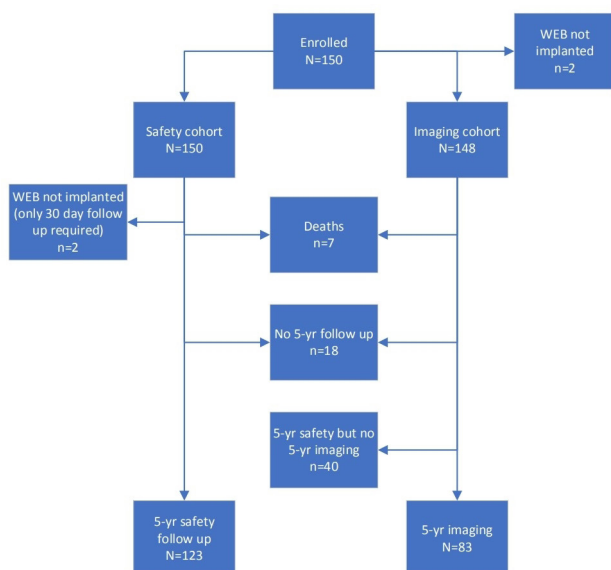 Enrolled
N=150
WEB not
implanted
n=2
Safety cohort
N=150
Imaging cohort
N=148
WEB not implanted
(only 30 day follow
up required)
n=2
Deaths
n=7
No 5-yr follow up
n=18
5-yr safety but no
5-yr imaging
n=40
5-yr safety
follow up
N=123
5-yr imaging
N=83